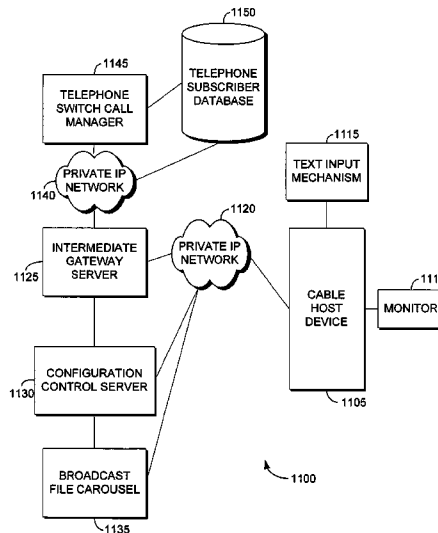 1150
1145
TELEPHONE
SUBSCRIBER
DATABASE
TELEPHONE
SWITCH CALL
MANAGER
1115
TEXT INPUT
MECHANISM
PRIVATE IP
NETWORK
1140
1120
PRIVATE IP
NETWORK
INTERMEDIATE
GATEWAY
SERVER
1125
CABLE
HOST
DEVICE
111
MONITOR
CONFIGURATION
CONTROL SERVER
1130
1105
BROADCAST
FILE CAROUSEL
1100
1135